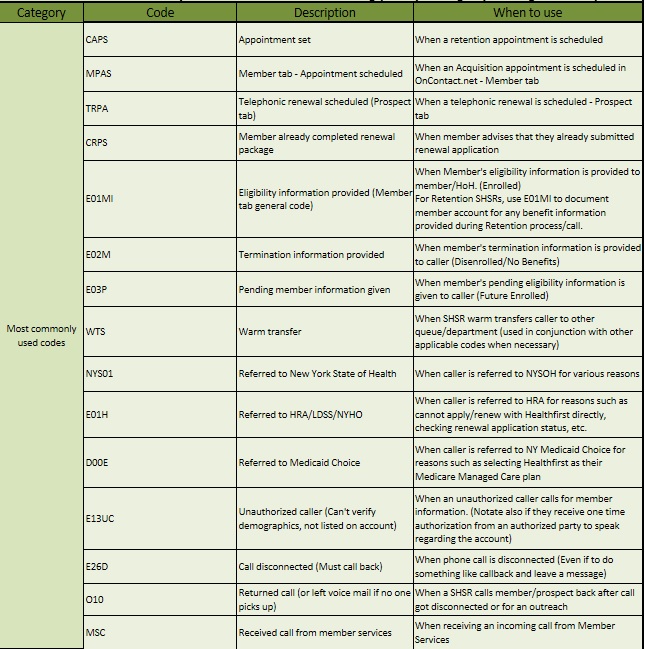 Category Code Description When to use
Most commonly
used codes
CAPS Appointment set When a retention appointment is scheduled
MPAS Member tab - Appointment scheduled When an Acquisition appointment is scheduled in
OnContact.net - Member tab
TRPA Telephonic renewal scheduled (Prospect When a telephonic renewal is scheduled - Prospect
tab) tab
CRPS Member already completed renewal When member advises that they already submitted
package renewal application
E01MI Eligibility information provided (Member
tab general code)
When Member's eligibility information is provided to
member/HoH. (Enrolled)
For Retention SHSRs, use E01MI to document
member account for any benefit information
provided during Retention process/call.
E02M Termination information provided When member's termination information is provided
to caller (Disenrolled/No Benefits)
E03P Pending member information given When member's pending eligibility information is
given to caller (Future Enrolled)
WTS Warm transfer
When SHSR warm transfers caller to other
queue/department (used in conjunction with other
applicable codes when necessary)
NYS01 Referred to New York State of Health When caller is referred to NYSOH for various reasons
E01H Referred to HRA/LDSS/NYHO
When caller is referred to HRA for reasons such as
cannot apply/renew with Healthfirst directly,
checking renewal application status, etc.
D00E Referred to Medicaid Choice
When caller is referred to NY Medicaid Choice for
reasons such as selecting Healthfirst as their
Medicare Managed Care plan
E13UC Unauthorized caller (Can't verify
demographics, not listed on account)
When an unauthorized caller calls for member
information. (Notate also if they receive one time
authorization from an authorized party to speak
regarding the account)
E26D Call disconnected (Must call back) When phone call is disconnected (Even if to do
something like callback and leave a message)
O10 Returned call (or left voice mail if no one When a SHSR calls member/prospect back after call
picks up) got disconnected or for an outreach
MSC Received call from member services When receiving an incoming call from Member
Services